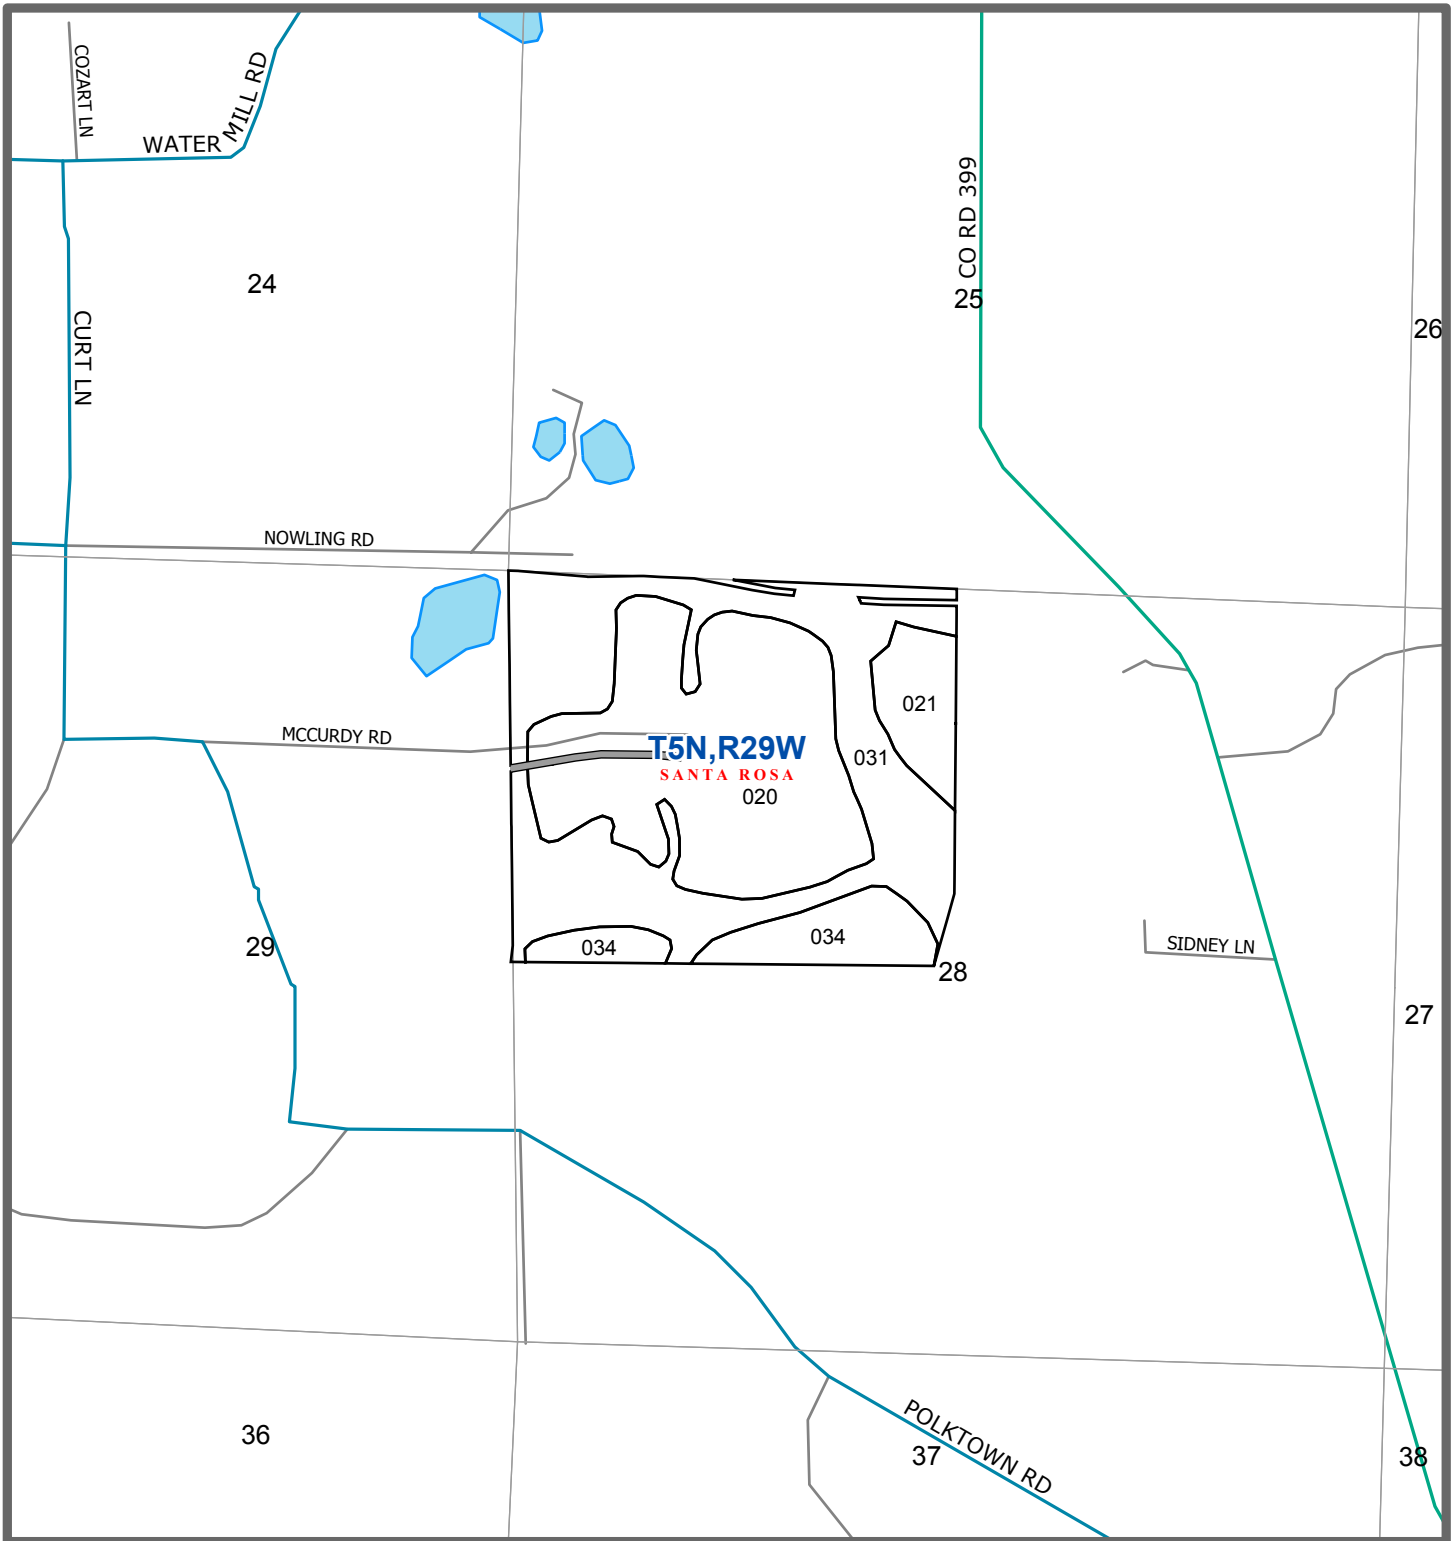 COZART LN
MILL RD
WATER
CO RD 399
24
25
CURT LN
26
NOWLING RD
021
MCCURDY RD
T5N,R29W
031
SANTA ROSA
020
034
034
29
SIDNEY LN
28
27
POLKTOWN RD
36
37
38